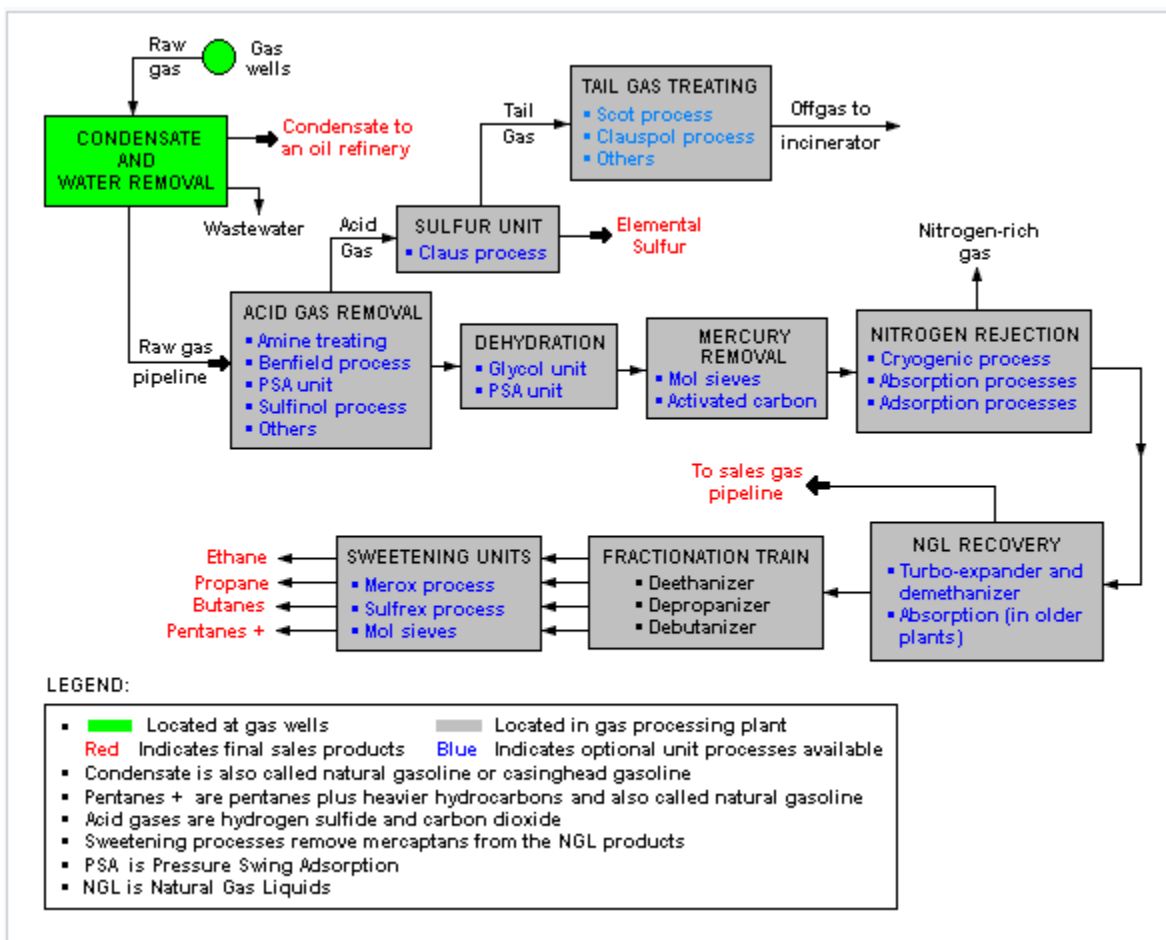 Raw
gas
Gas
wells
CONDENSATE
AND
WATER REMOVAL
Condensate to
an oil refinery
Wastewater
Tail
Gas
TAIL GAS TREATING
▪ Scot process
▪ Clauspol process
▪ Others
Offgas to
incinerator
Acid
Gas
SULFUR UNIT
▪ Claus process
Elemental
Sulfur
Nitrogen-rich
gas
Raw gas
pipeline
ACID GAS REMOVAL
▪ Amine treating
▪ Benfield process
▪ PSA unit
▪ Sulfinol process
▪ Others
DEHYDRATION
▪ Glycol unit
▪ PSA unit
MERCURY
REMOVAL
▪ Mol sieves
▪ Activated carbon
NITROGEN REJECTION
▪ Cryogenic process
▪ Absorption processes
▪ Adsorption processes
To sales gas
pipeline
NGL RECOVERY
▪ Turbo-expander and
demethanizer
▪ Absorption (in older
plants)
FRACTIONATION TRAIN
▪ Deethanizer
▪ Depropanizer
▪ Debutanizer
SWEETENING UNITS
▪ Merox process
▪ Sulfrex process
▪ Mol sieves
Ethane
Propane
Butanes
Pentanes +
LEGEND:
▪ Located at gas wells Located in gas processing plant
Red Indicates final sales products Blue Indicates optional unit processes available
▪ Condensate is also called natural gasoline or casinghead gasoline
▪ Pentanes + are pentanes plus heavier hydrocarbons and also called natural gasoline
▪ Acid gases are hydrogen sulfide and carbon dioxide
▪ Sweetening processes remove mercaptans from the NGL products
▪ PSA is Pressure Swing Adsorption
▪ NGL is Natural Gas Liquids